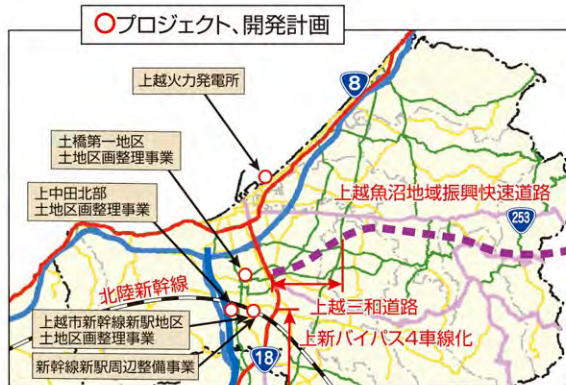 ○プロジェクト、開発計画
上越火力発電所
8
土橋第一地区
土地区画整理事業
上中田北部
土地区画整理事業
上越魚沼地域振興快速道路
253
北陸新幹線
上越三和道路
上越市新幹線新駅地区
土地区画整理事業
上新バイパス4車線化
新幹線新駅周辺整備事業
18